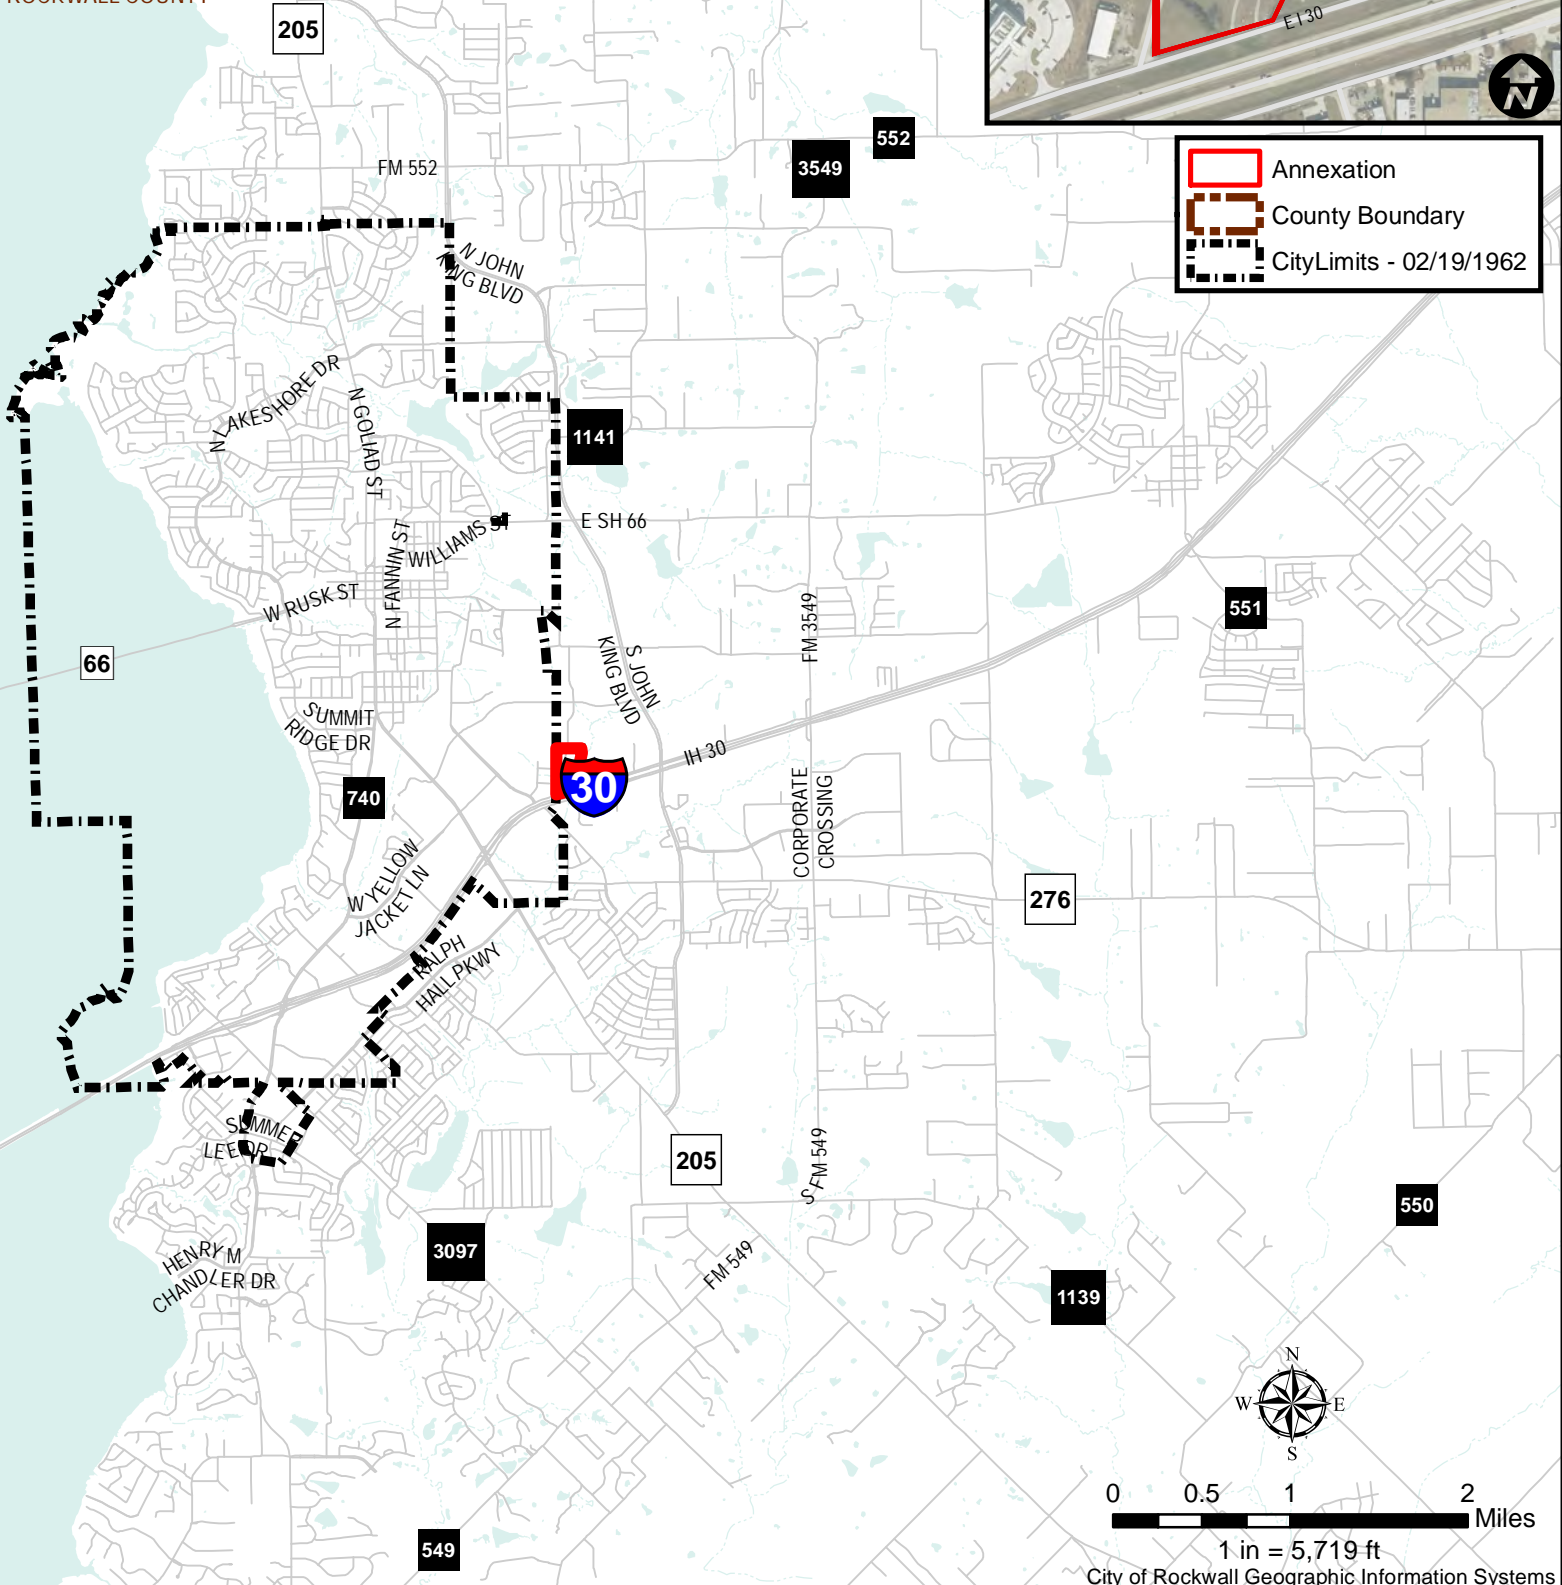 205
E I 30
N
552
3549
FM 552
Annexation
County Boundary
CityLimits - 02/19/1962
N JOHN
KING BLVD
N LAKESHORE DR
N GOLIAD ST
1141
E SH 66
WILLIAMS ST
N FANNIN ST
W RUSK ST
FM 3549
551
66
S JOHN
KING BLVD
SUMMIT
RIDGE DR
IH 30
30
740
CORPORATE
CROSSING
W YELLOW
JACKET LN
276
RALPH
HALL PKWY
SUMMER
LEE DR
205
S FM 549
550
3097
HENRY M
CHANDLER DR
FM 549
1139
N
W
E
S
0 0.5 1 2
Miles
549
1 in = 5,719 ft
City of Rockwall Geographic Information Systems